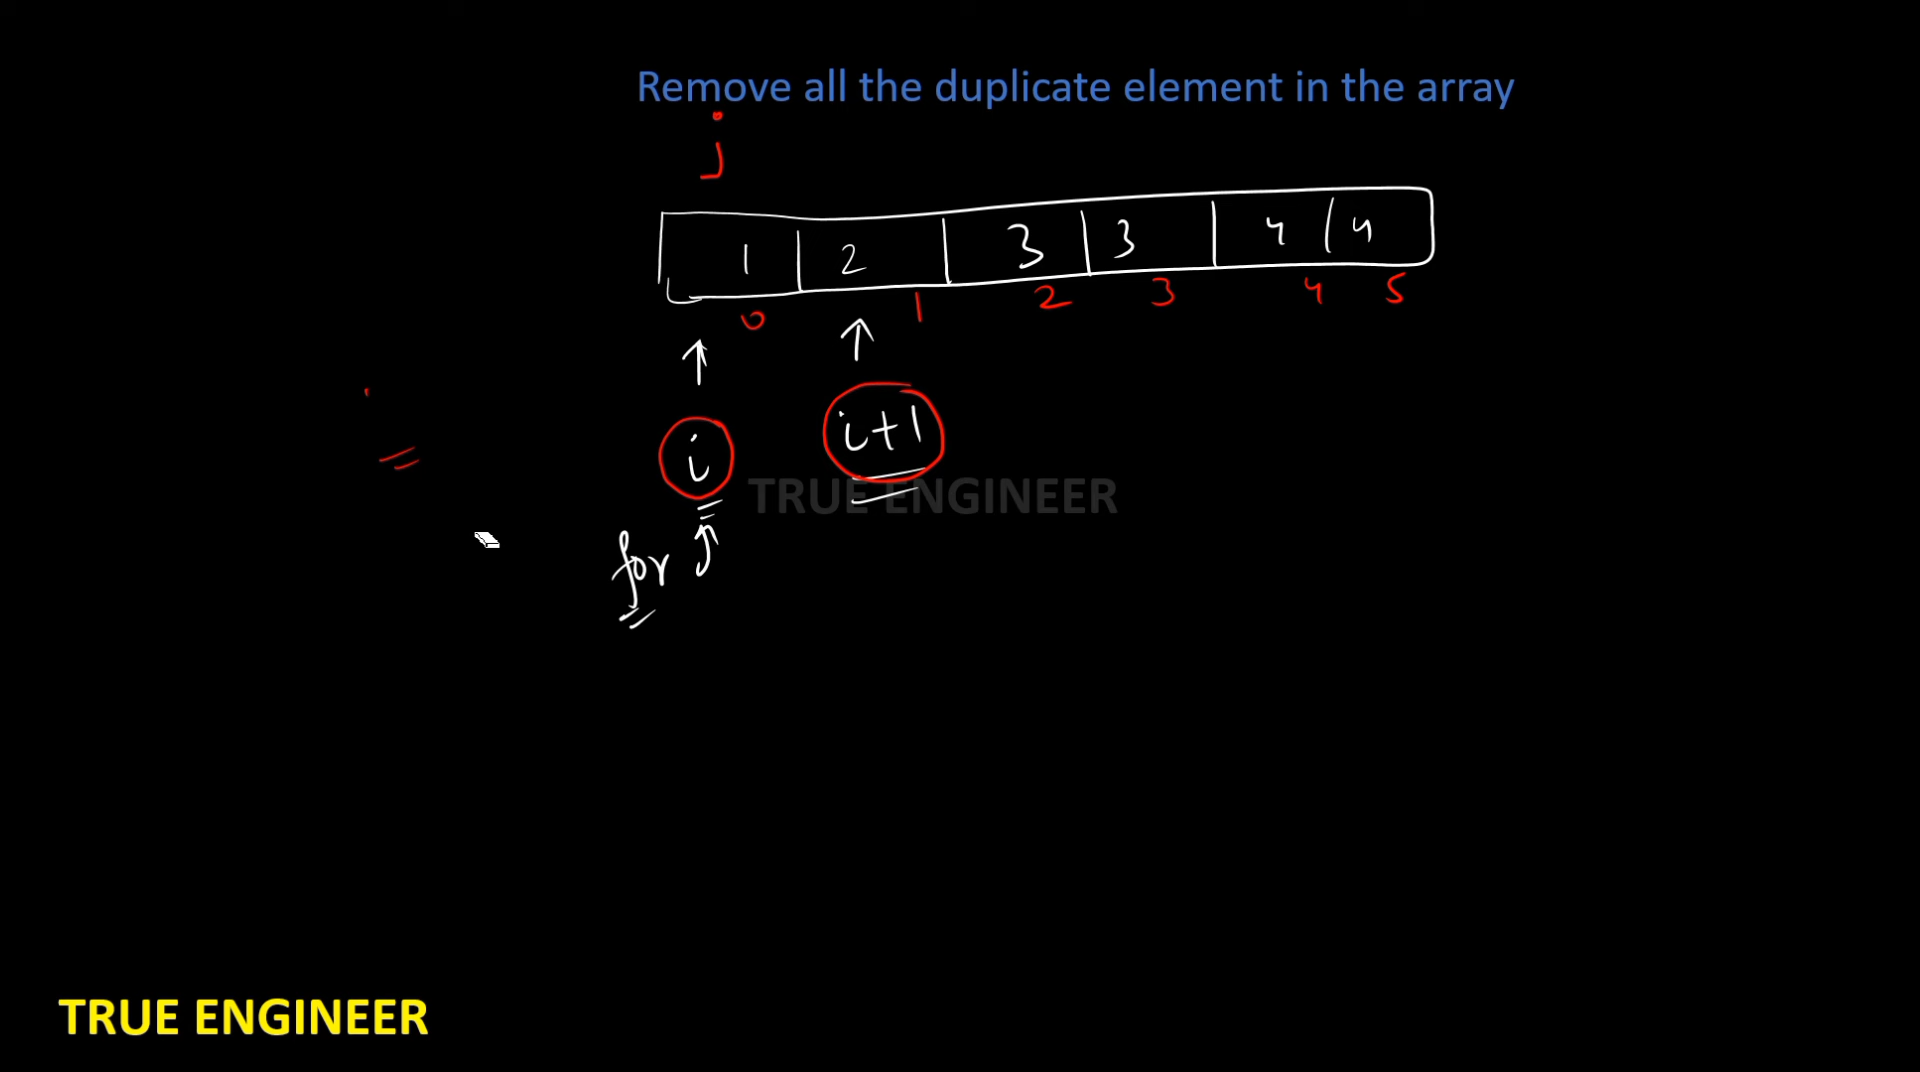 Remove all the duplicate element in the array
j
1 2 3 3 4 4
0 1 2 3 4 5
i i+1
TRUE ENGINEER
for
TRUE ENGINEER